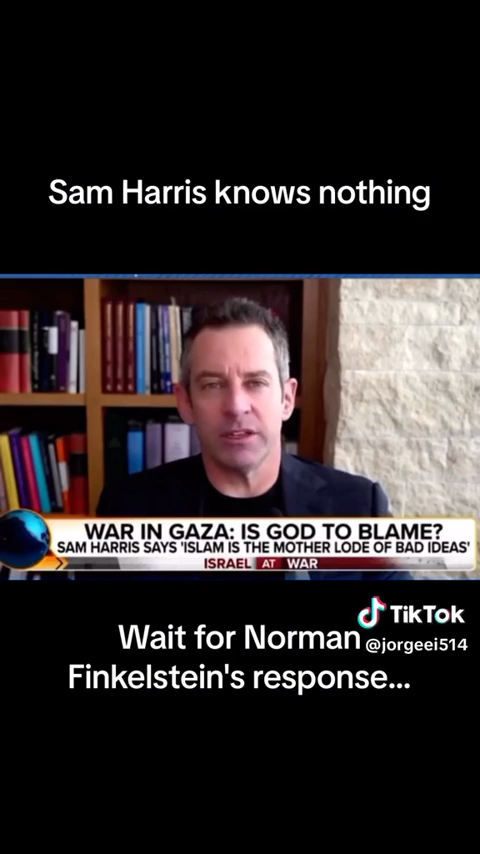 Sam Harris knows nothing
WAR IN GAZA: IS GOD TO BLAME?
SAM HARRIS SAYS 'ISLAM IS THE MOTHER LODE OF BAD IDEAS'
ISRAEL AT WAR
TikTok
@jorgeei514
Wait for Norman
Finkelstein's response...